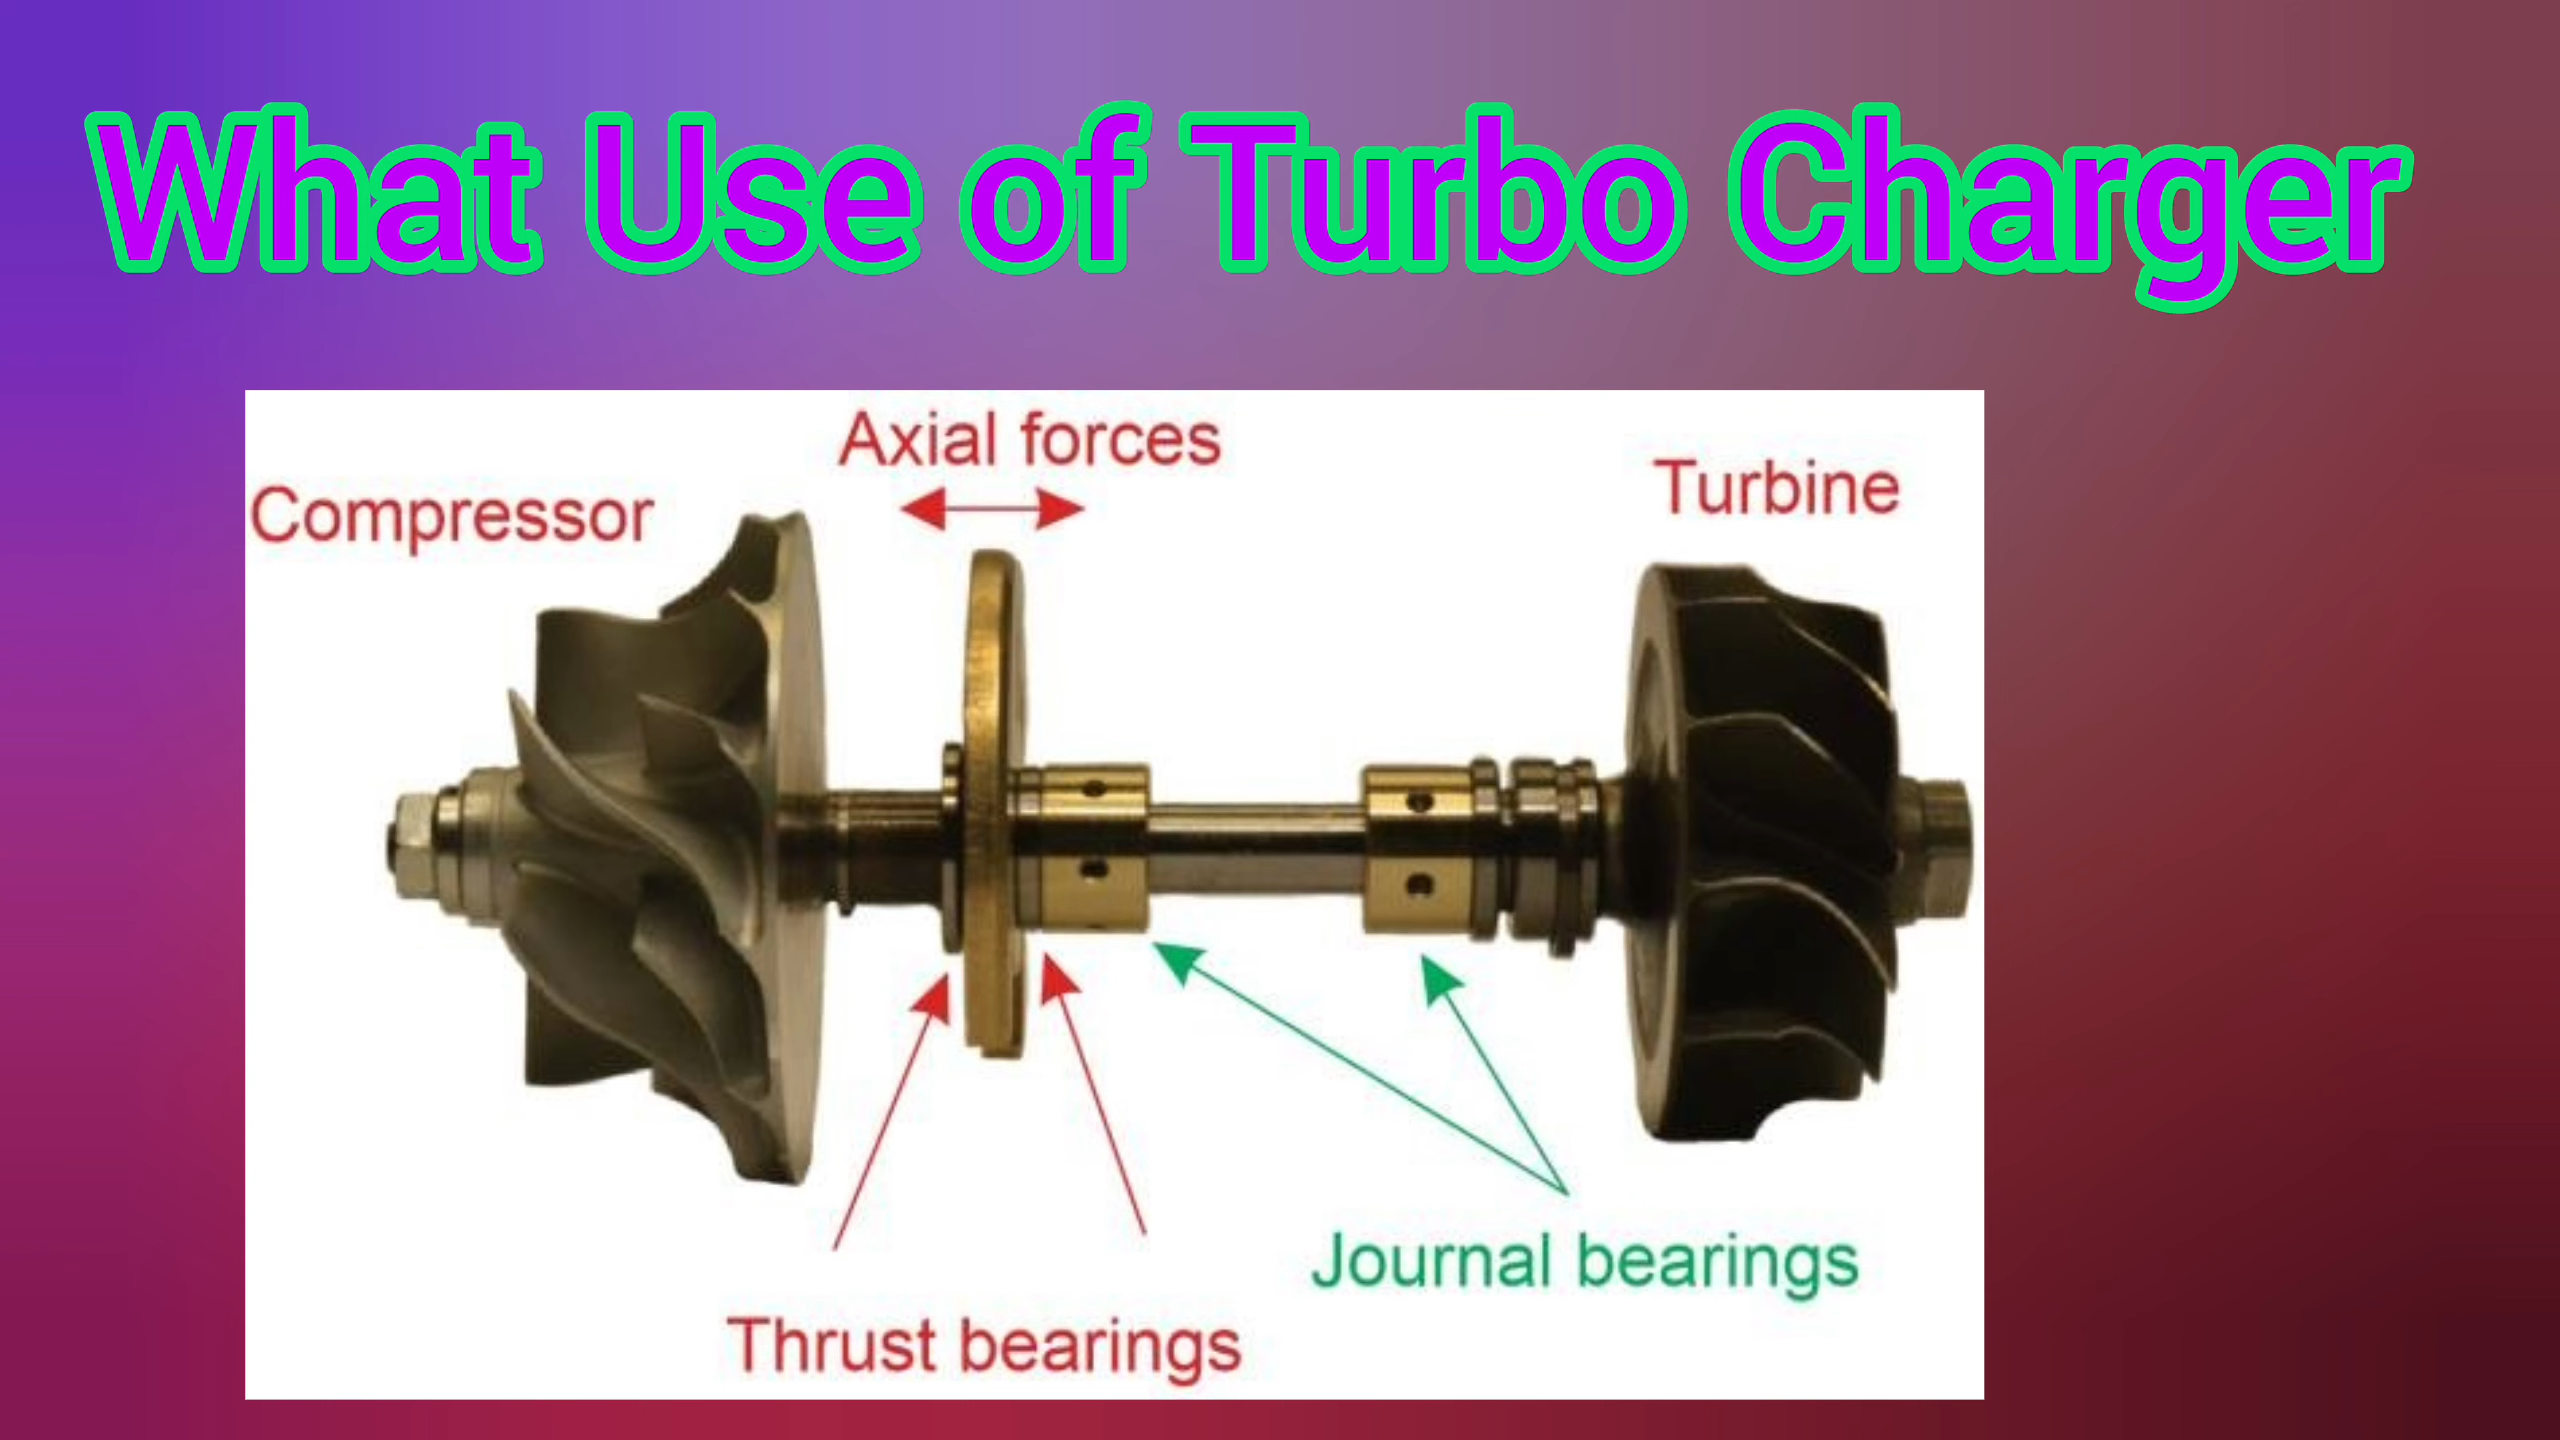 What Use of Turbo Charger
Axial forces
Compressor
Turbine
Journal bearings
Thrust bearings